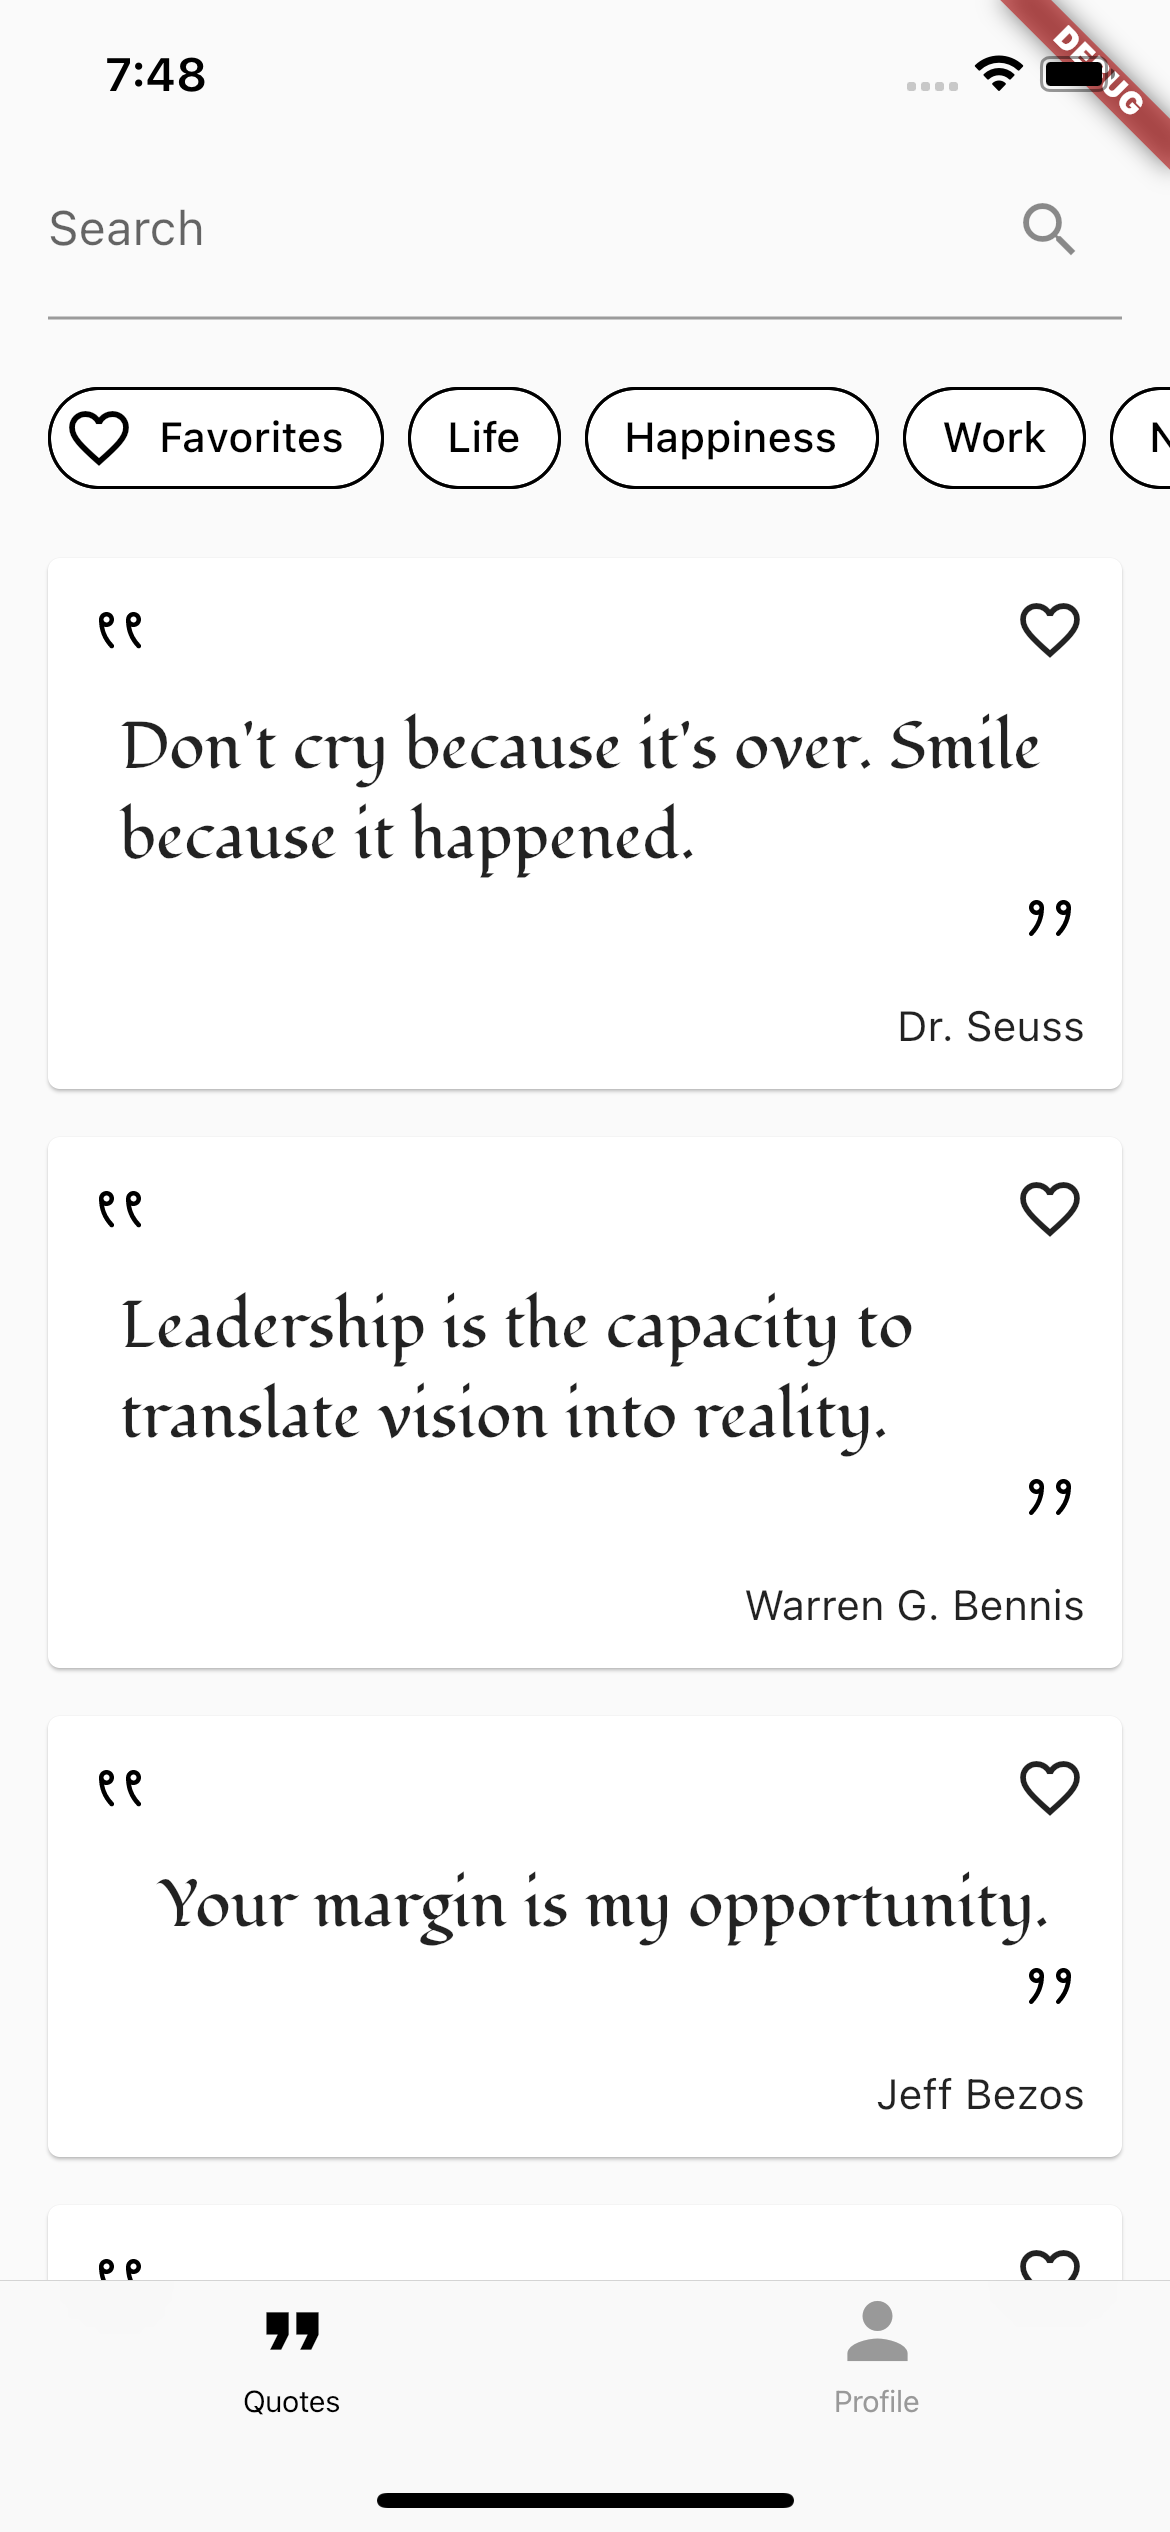 7:48
DEBUG
Search
Favorites
Life
Happiness
Work
N
Don't cry because it's over. Smile
because it happened.
Dr. Seuss
Leadership is the capacity to
translate vision into reality.
Warren G. Bennis
Your margin is my opportunity.
Jeff Bezos
Quotes
Profile